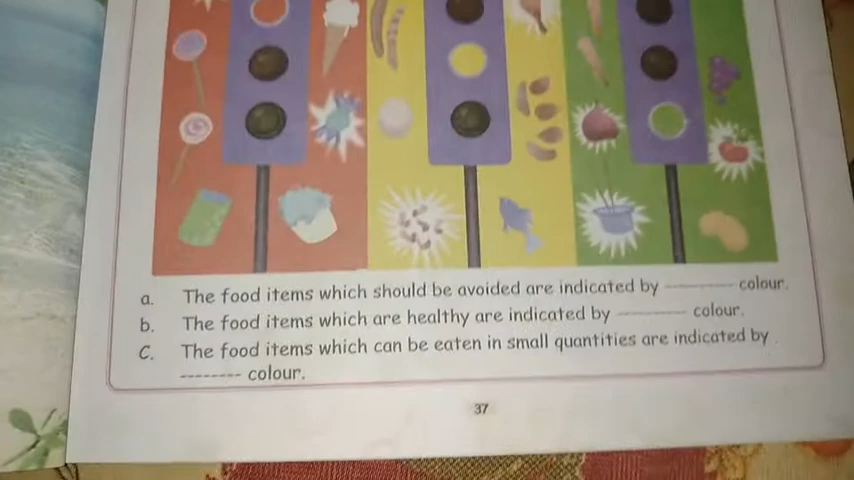 a. The food items which should be avoided are indicated by ---------- colour.
b. The food items which are healthy are indicated by ---------- colour.
C. The food items which can be eaten in small quantities are indicated by
-------- colour.
37